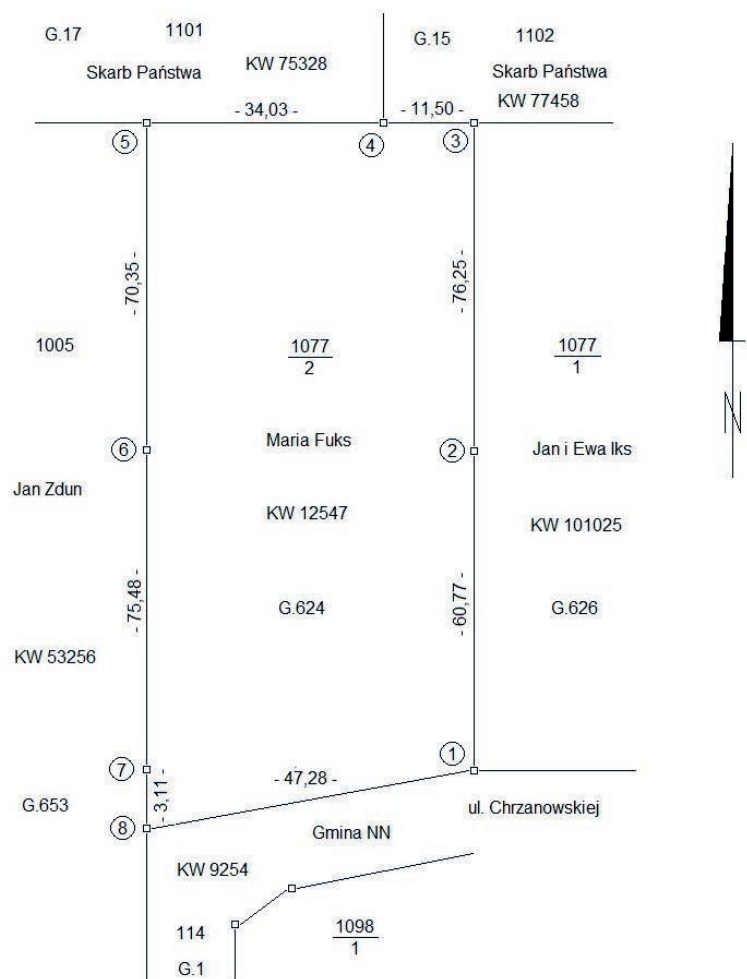 G.17
1101
KW 75328
Skarb Państwa
G.15
1102
Skarb Państwa
KW 77458
- 34,03 -
- 11,50 -
5
4
3
- 70,35 -
- 76,25 -
1005
1077
2
1077
1
N
6
Maria Fuks
2
Jan i Ewa Iks
Jan Zdun
KW 12547
KW 101025
- 75,48 -
- 60,77 -
G.624
G.626
KW 53256
7
1
- 47,28 -
- 3,11 -
G.653
8
ul. Chrzanowskiej
Gmina NN
KW 9254
114
1098
1
G.1